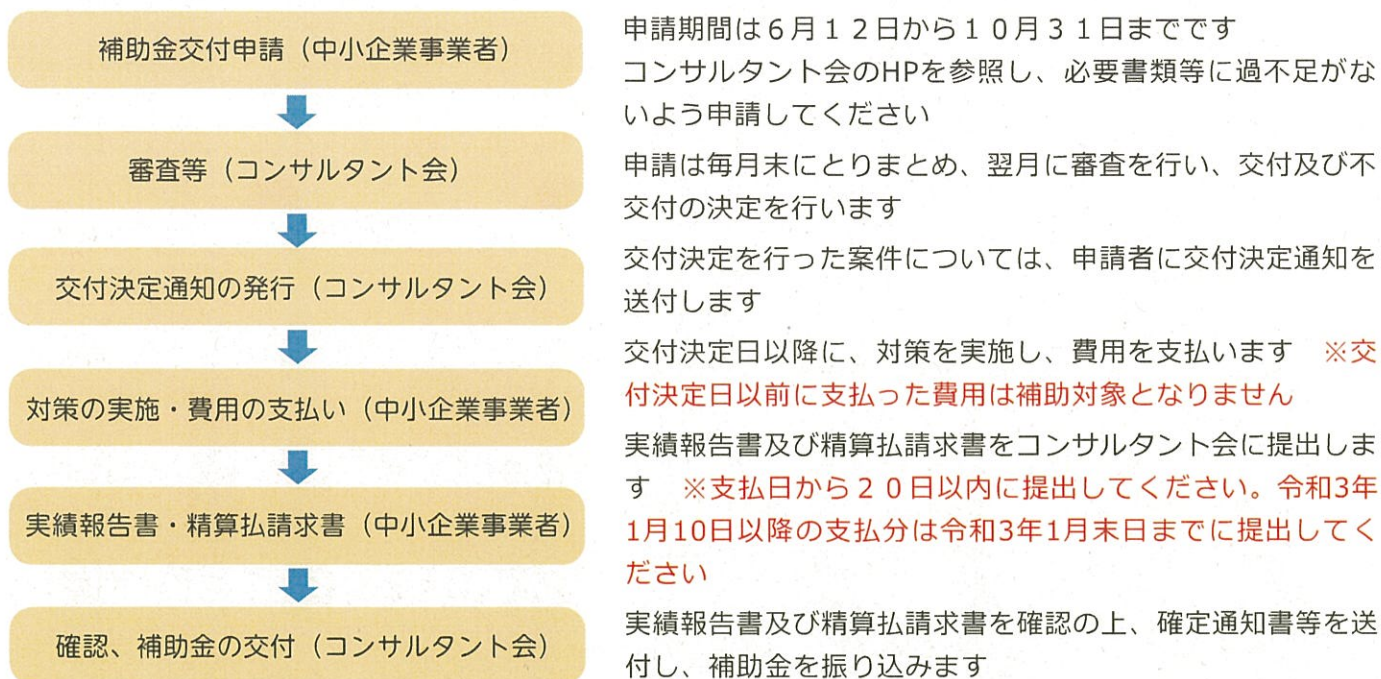 補助金交付申請（中小企業事業者）
申請期間は６月１２日から１０月３１日までです
コンサルタント会のHPを参照し、必要書類等に過不足がな
いよう申請してください
審査等（コンサルタント会）
申請は毎月末にとりまとめ、翌月に審査を行い、交付及び不
交付の決定を行います
交付決定通知の発行（コンサルタント会）
交付決定を行った案件については、申請者に交付決定通知を
送付します
対策の実施・費用の支払い（中小企業事業者）
交付決定日以降に、対策を実施し、費用を支払います　※交
付決定日以前に支払った費用は補助対象となりません
実績報告書・精算払請求書（中小企業事業者）
実績報告書及び精算払請求書をコンサルタント会に提出しま
す　※支払日から２０日以内に提出してください。令和3年
1月10日以降の支払分は令和3年1月末日までに提出してく
ださい
確認、補助金の交付（コンサルタント会）
実績報告書及び精算払請求書を確認の上、確定通知書等を送
付し、補助金を振り込みます